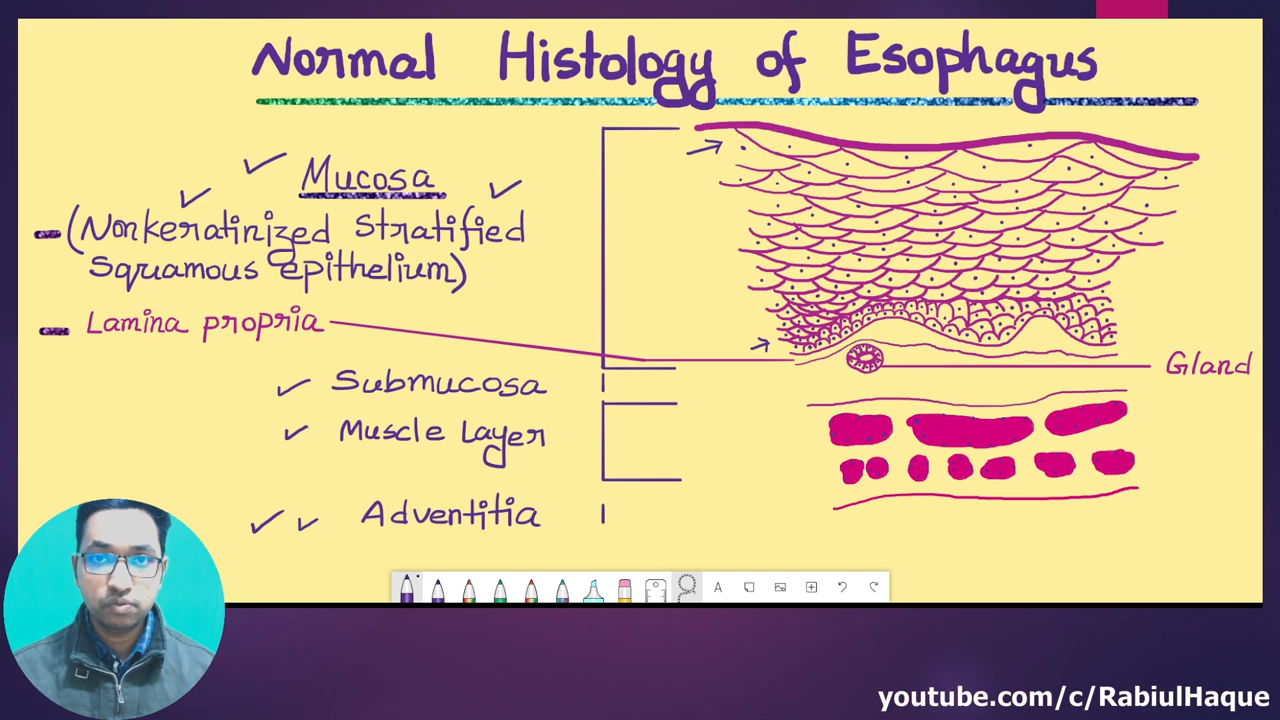 Normal Histology of Esophagus
Mucosa
- (Nonkeratinized Stratified
Squamous epithelium)
- Lamina propria
Gland
Submucosa
Muscle Layer
Adventitia
A
youtube.com/c/RabiulHaque